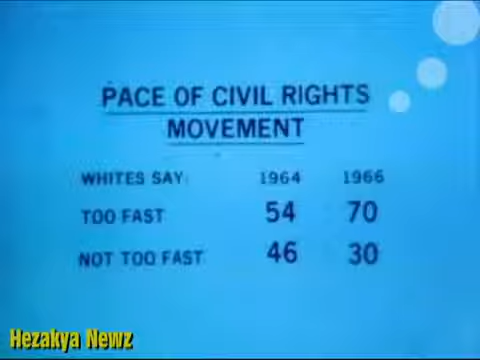 PACE OF CIVIL RIGHTS
MOVEMENT
WHITES SAY: 1964 1966
TOO FAST 54 70
NOT TOO FAST 46 30
Hezakya Newz